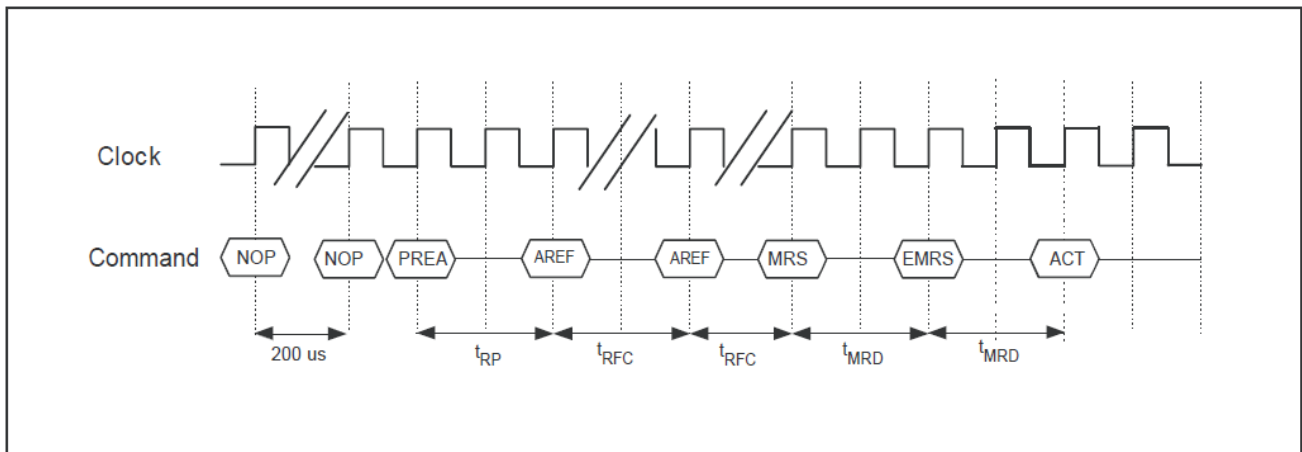 Clock
Command NOP NOP PREA AREF AREF MRS EMRS ACT
200 us tRP tRFC tRFC tMRD tMRD